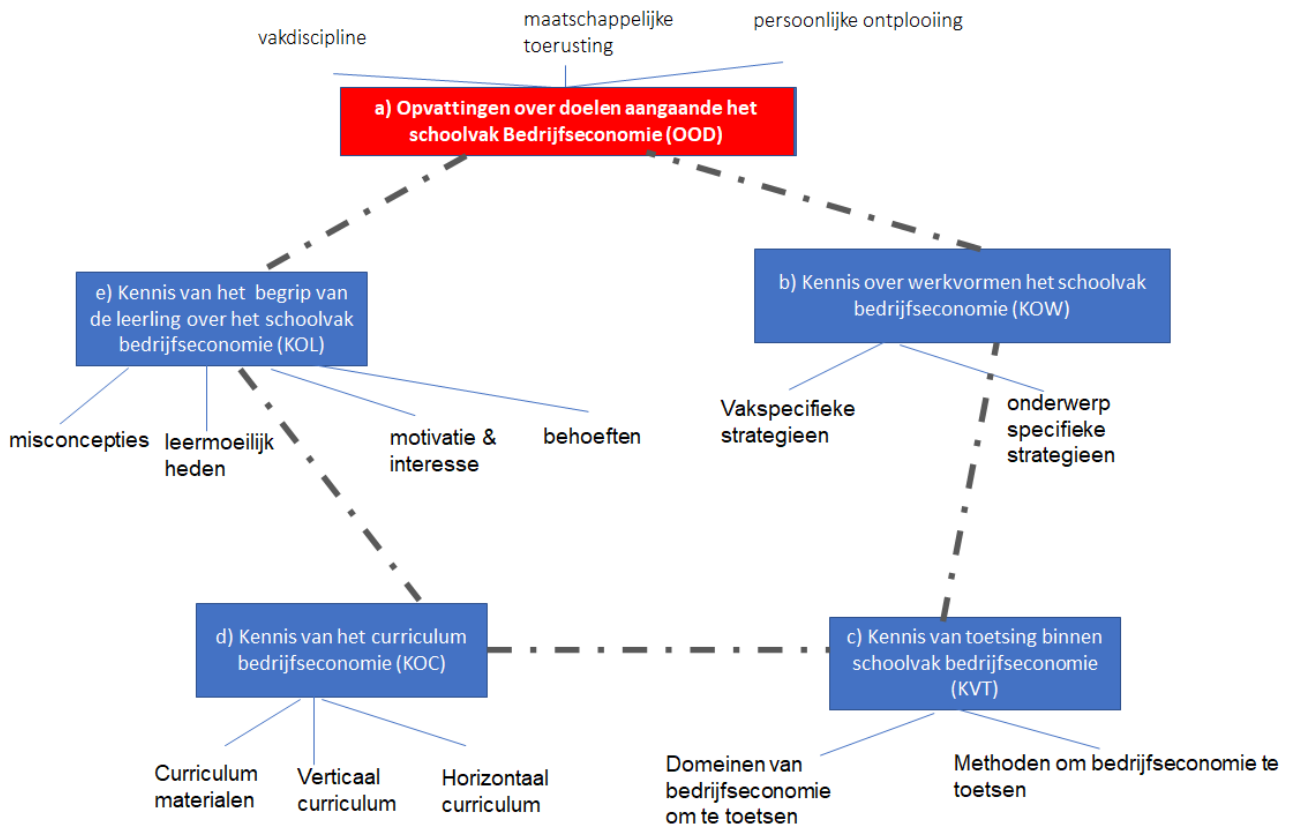 vakdiscipline
maatschappelijke
toerusting
persoonlijke ontplooiing
a) Opvattingen over doelen aangaande het
schoolvak Bedrijfseconomie (OOD)
e) Kennis van het begrip van
de leerling over het schoolvak
bedrijfseconomie (KOL)
b) Kennis over werkvormen het schoolvak
bedrijfseconomie (KOW)
misconcepties
leermoeilijk
heden
motivatie &
interesse
behoeften
Vakspecifieke
strategieen
onderwerp
specifieke
strategieen
d) Kennis van het curriculum
bedrijfseconomie (KOC)
c) Kennis van toetsing binnen
schoolvak bedrijfseconomie
(KVT)
Curriculum
materialen
Verticaal
curriculum
Horizontaal
curriculum
Domeinen van
bedrijfseconomie
om te toetsen
Methoden om bedrijfseconomie te
toetsen